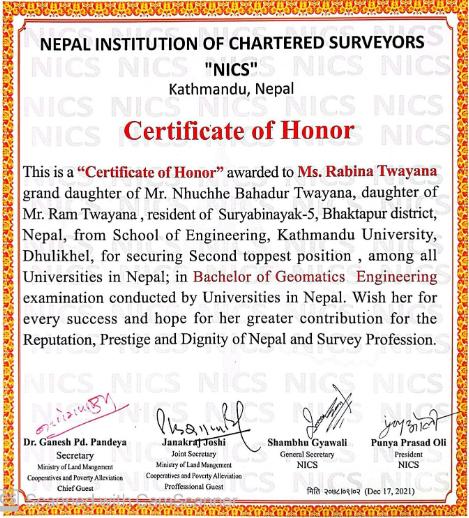 NEPAL INSTITUTION OF CHARTERED SURVEYORS
"NICS"
Kathmandu, Nepal
Certificate of Honor
This is a "Certificate of Honor" awarded to Ms. Rabina Twayana
grand daughter of Mr. Nhuchhe Bahadur Twayana, daughter of
Mr. Ram Twayana , resident of Suryabinayak-5, Bhaktapur district,
Nepal, from School of Engineering, Kathmandu University,
Dhulikhel, for securing Second toppest position , among all
Universities in Nepal; in Bachelor of Geomatics Engineering
examination conducted by Universities in Nepal. Wish her for
every success and hope for her greater contribution for the
Reputation, Prestige and Dignity of Nepal and Survey Profession.
Dr. Ganesh Pd. Pandeya
Secretary
Ministry of Land Mangement
Cooperatives and Poverty Alleviation
Chief Guest
Janakraj Joshi
Joint Secretary
Ministry of Land Mangement
Cooperatives and Poverty Alleviation
Proffessional Guest
Shambhu Gyawali
General Secretary
NICS
Punya Prasad Oli
President
NICS
मिति २०७८/०९/०२ (Dec 17, 2021)